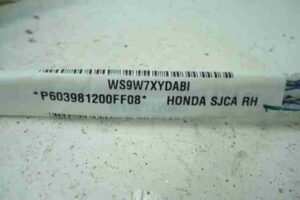 WS9W7XYDABI
*P603981200FF08* HONDA SJCA RH